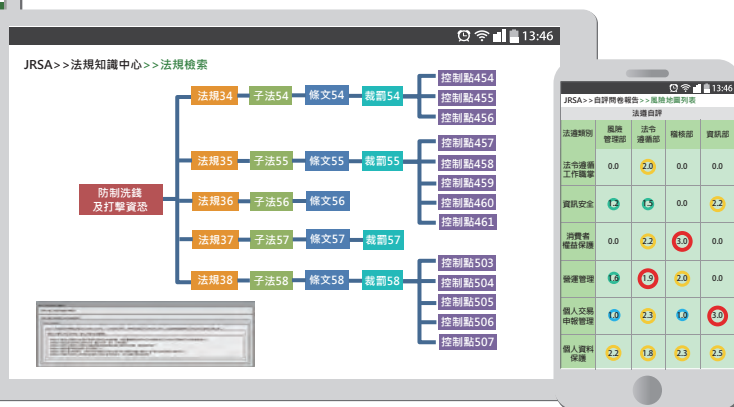 13:46
JRSA>>法規知識中心>>法規檢索
防制洗錢
及打擊資恐
法規34 子法54 條文54 裁罰54
控制點454
控制點455
控制點456
法規35 子法55 條文55 裁罰55
控制點457
控制點458
控制點459
控制點460
控制點461
法規36 子法56 條文56
法規37 子法57 條文57 裁罰57
法規38 子法58 條文58 裁罰58
控制點503
控制點504
控制點505
控制點506
控制點507
13:46
JRSA>>自評問卷報告>>風險地圖列表
法遵自評
法遵類別 風險管理部 法令遵循部 稽核部 資訊部
法令遵循工作職掌 0.0 2.0 0.0 0.0
資訊安全 1.2 1.5 0.0 2.2
消費者權益保護 0.0 2.2 3.0 0.0
營運管理 1.6 1.9 2.0 0.0
個人交易申報管理 1.0 2.3 1.0 3.0
個人資料保護 2.2 1.8 2.3 2.5